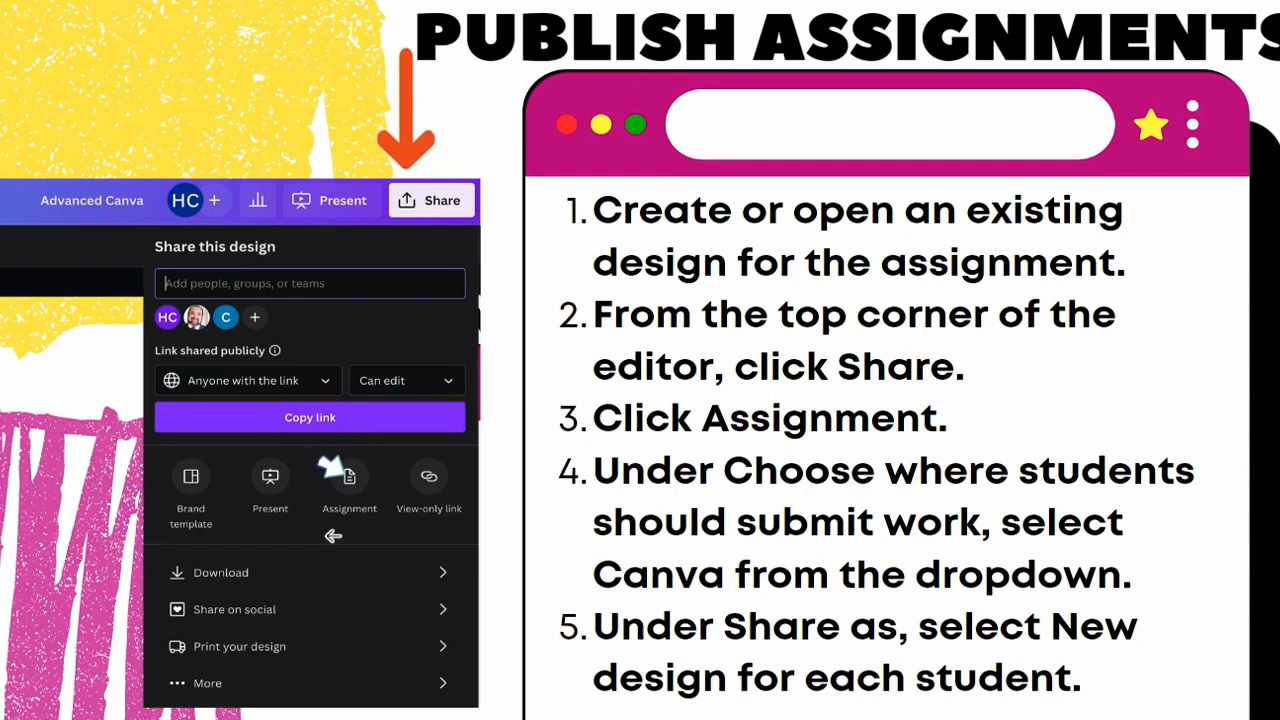 PUBLISH ASSIGNMENTS
Advanced Canva
HC
+
Present
Share
Share this design
Add people, groups, or teams
HC
C
+
Link shared publicly
Anyone with the link
Can edit
Copy link
Brand
template
Present
Assignment
View-only link
Download
Share on social
Print your design
More
1. Create or open an existing
design for the assignment.
2. From the top corner of the
editor, click Share.
3. Click Assignment.
4. Under Choose where students
should submit work, select
Canva from the dropdown.
5. Under Share as, select New
design for each student.